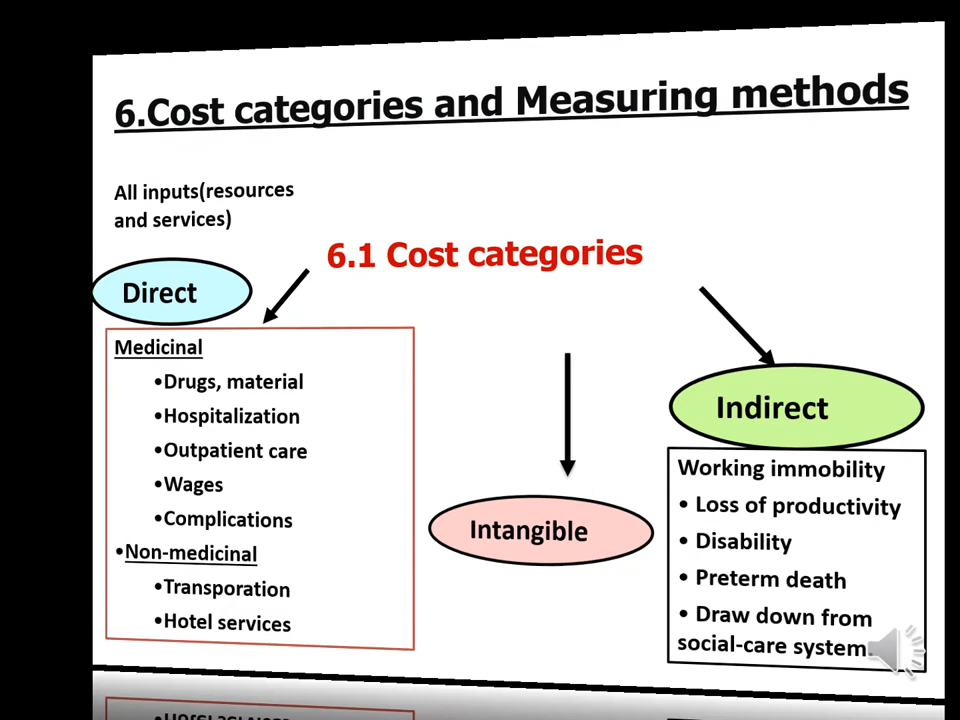 6.Cost categories and Measuring methods
All inputs(resources
and services)
6.1 Cost categories
Direct
Medicinal
•Drugs, material
•Hospitalization
•Outpatient care
•Wages
•Complications
•Non-medicinal
•Transporation
•Hotel services
Intangible
Indirect
Working immobility
• Loss of productivity
• Disability
• Preterm death
• Draw down from
social-care system